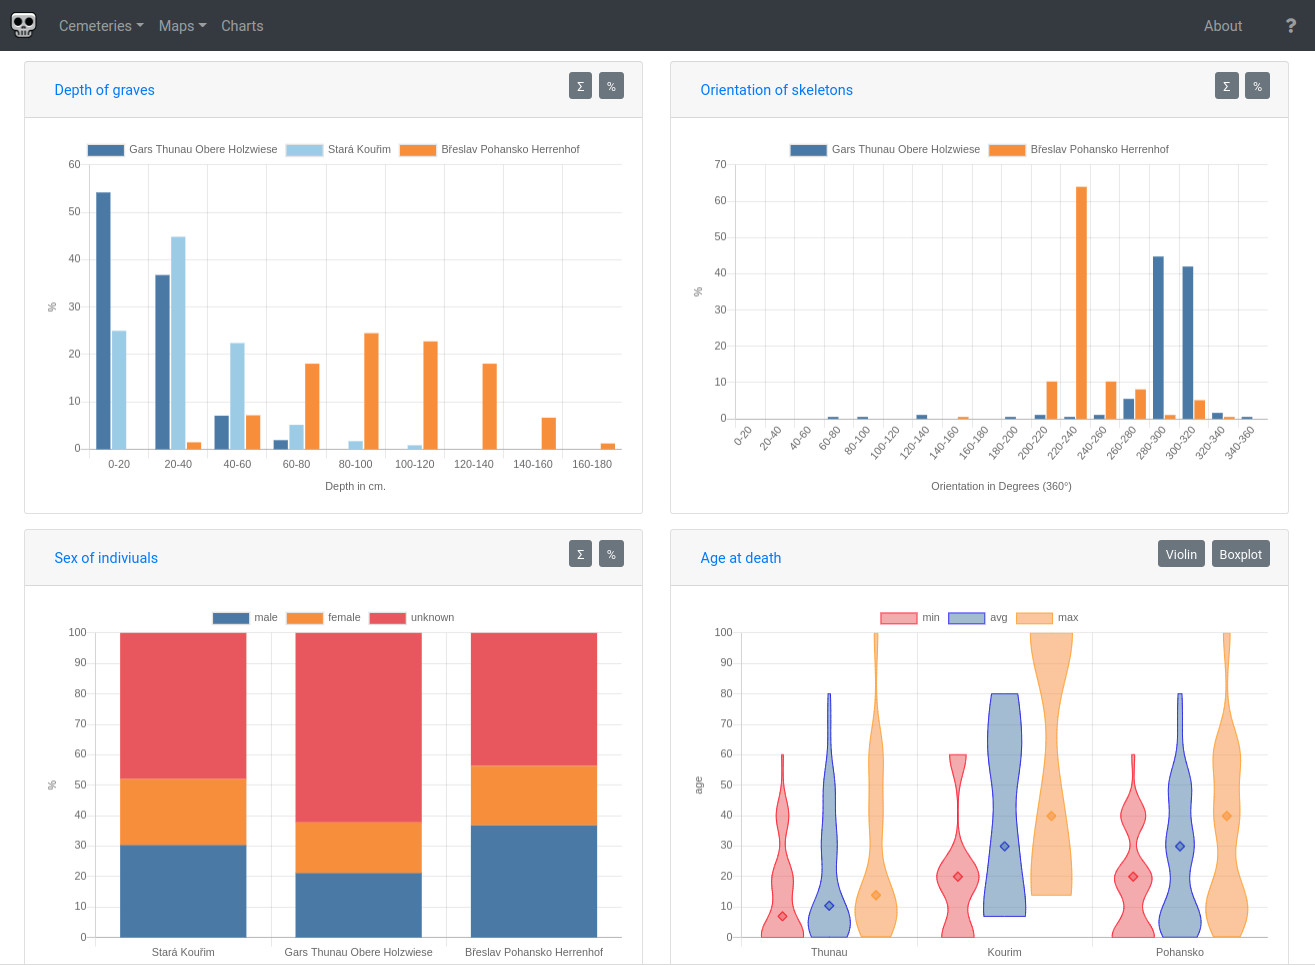 Cemeteries Maps Charts About ?
Depth of graves Σ %
Gars Thunau Obere Holzwiese Stará Kouřim Břeslav Pohansko Herrenhof
60
50
40
30
20
10
0
%
0-20 20-40 40-60 60-80 80-100 100-120 120-140 140-160 160-180
Depth in cm.
Orientation of skeletons Σ %
Gars Thunau Obere Holzwiese Břeslav Pohansko Herrenhof
70
60
50
40
30
20
10
0
%
0-20 20-40 40-60 60-80 80-100 100-120 120-140 140-160 160-180 180-200 200-220 220-240 240-260 260-280 280-300 300-320 320-340 340-360
Orientation in Degrees (360°)
Sex of indiviuals Σ %
male female unknown
100
90
80
70
60
50
40
30
20
10
0
%
Stará Kouřim Gars Thunau Obere Holzwiese Břeslav Pohansko Herrenhof
Age at death Violin Boxplot
min avg max
100
90
80
70
60
50
40
30
20
10
0
age
Thunau Kourim Pohansko